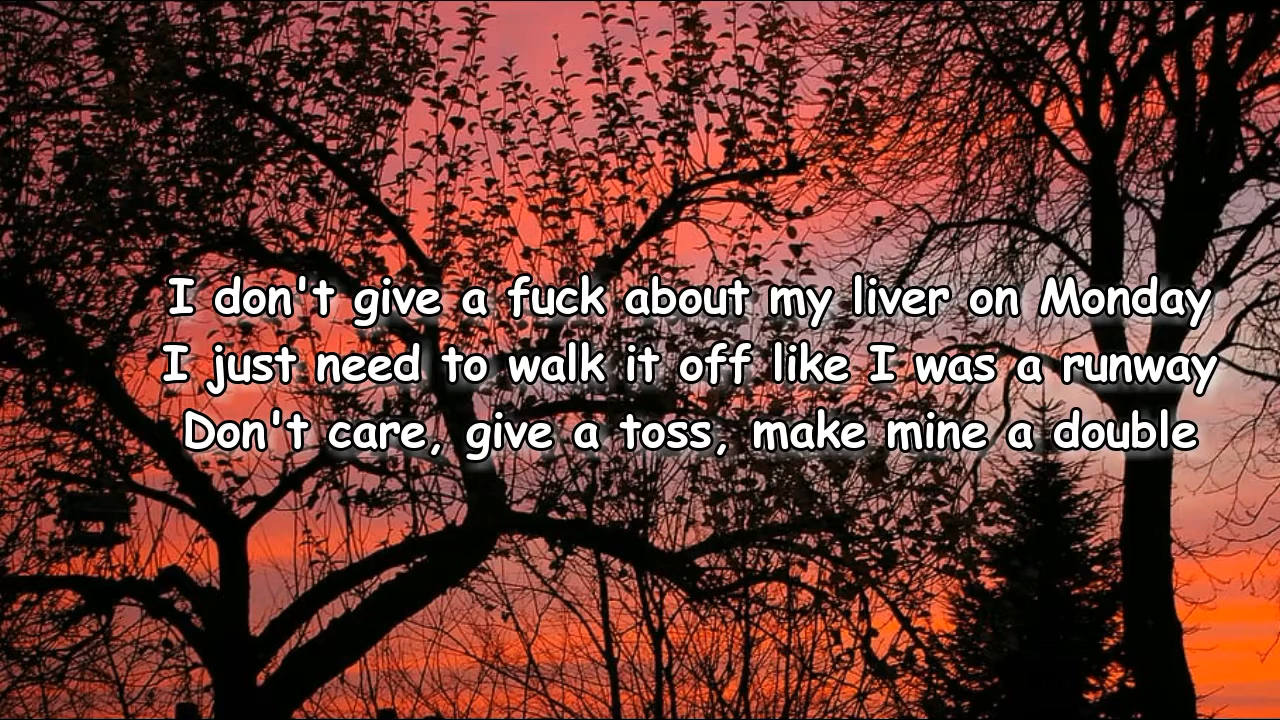 I don't give a fuck about my liver on Monday
I just need to walk it off like I was a runway
Don't care, give a toss, make mine a double